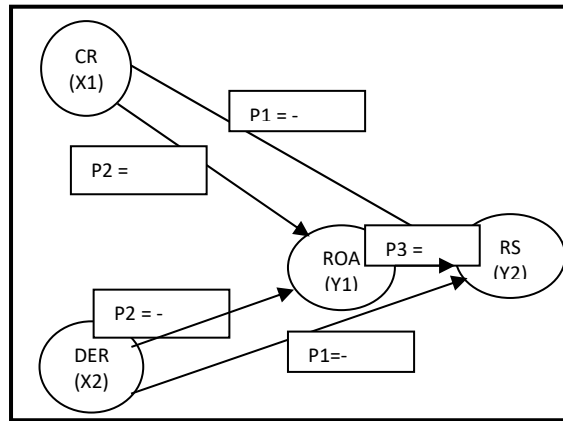 CR
(X1)
P1 = -
P2 =
P3 =
ROA
(Y1)
RS
(Y2)
P2 = -
DER
(X2)
P1=-